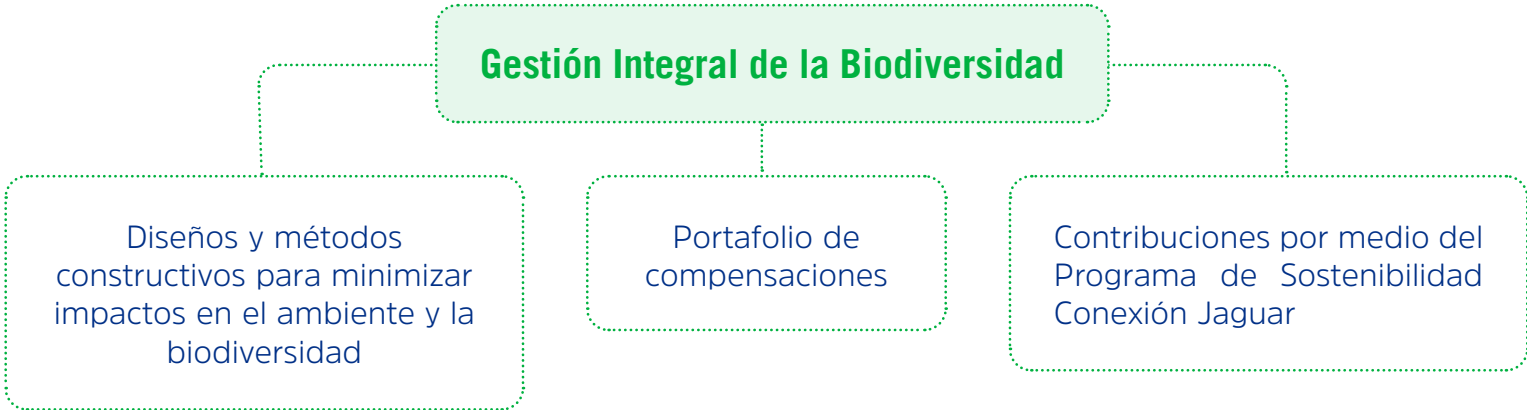 Gestión Integral de la Biodiversidad
Diseños y métodos
constructivos para minimizar
impactos en el ambiente y la
biodiversidad
Portafolio de
compensaciones
Contribuciones por medio del
Programa de Sostenibilidad
Conexión Jaguar